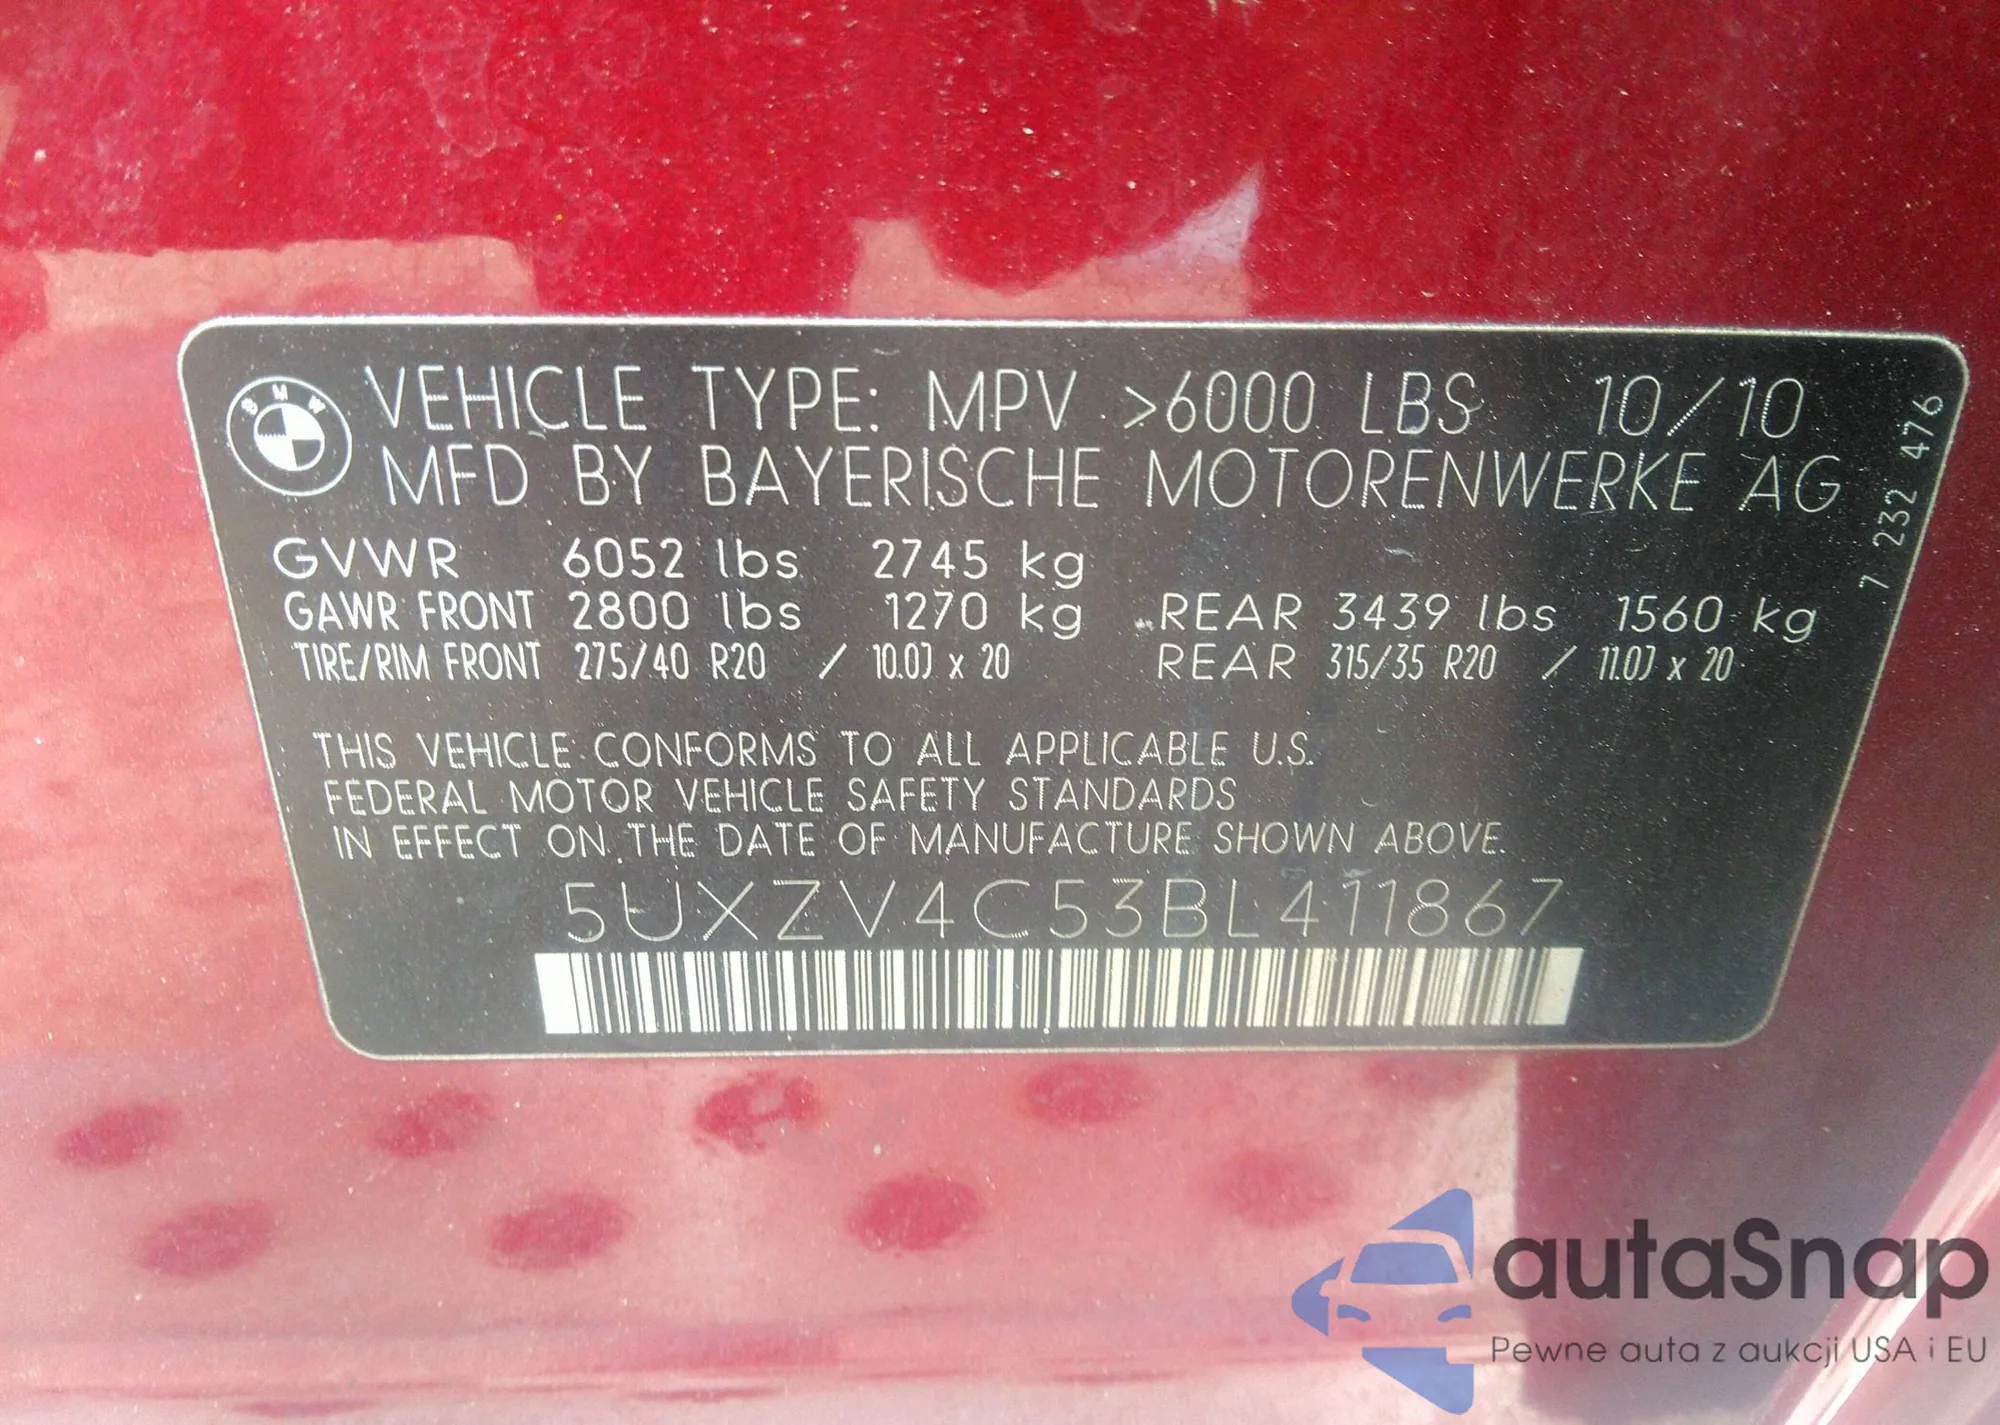 BMW
VEHICLE TYPE: MPV >6000 LBS 10/10
MFD BY BAYERISCHE MOTORENWERKE AG
GVWR 6052 lbs 2745 kg
GAWR FRONT 2800 lbs 1270 kg REAR 3439 lbs 1560 kg
TIRE/RIM FRONT 275/40 R20 / 10.0J x 20 REAR 315/35 R20 / 11.0J x 20
THIS VEHICLE CONFORMS TO ALL APPLICABLE U.S.
FEDERAL MOTOR VEHICLE SAFETY STANDARDS
IN EFFECT ON THE DATE OF MANUFACTURE SHOWN ABOVE.
5UXZV4C53BL411867
7 232 476
autaSnap
Pewne auta z aukcji USA i EU